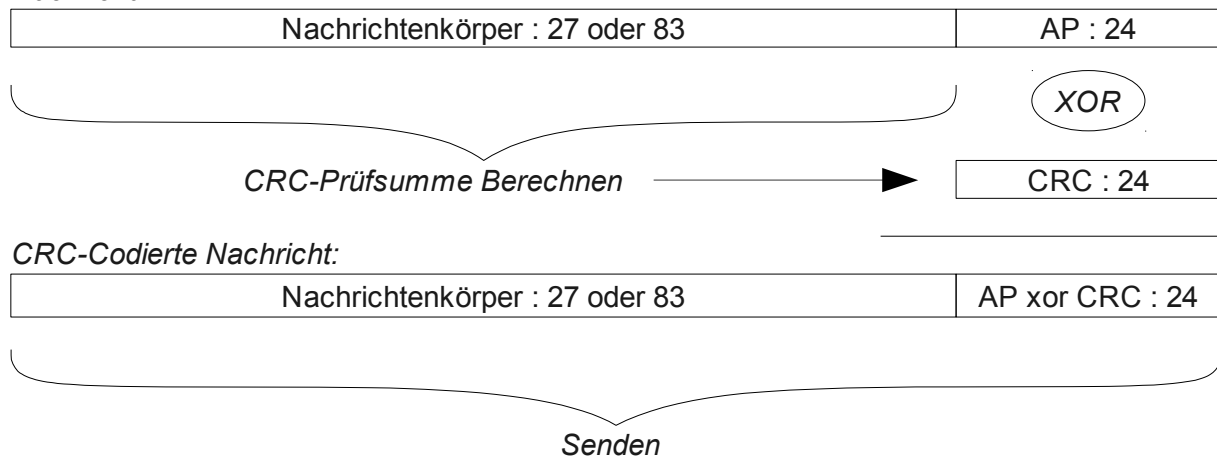 Nachrichtenkörper : 27 oder 83 AP : 24
XOR
CRC-Prüfsumme Berechnen CRC : 24
CRC-Codierte Nachricht:
Nachrichtenkörper : 27 oder 83 AP xor CRC : 24
Senden